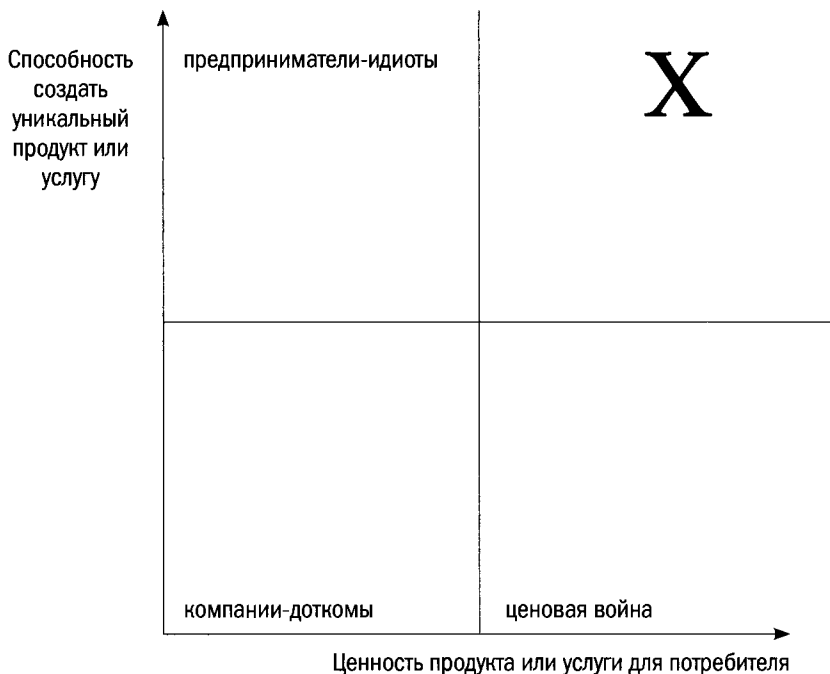 Способность
создать
уникальный
продукт или
услугу
предприниматели-идиоты
X
компании-доткомы
ценовая война
Ценность продукта или услуги для потребителя